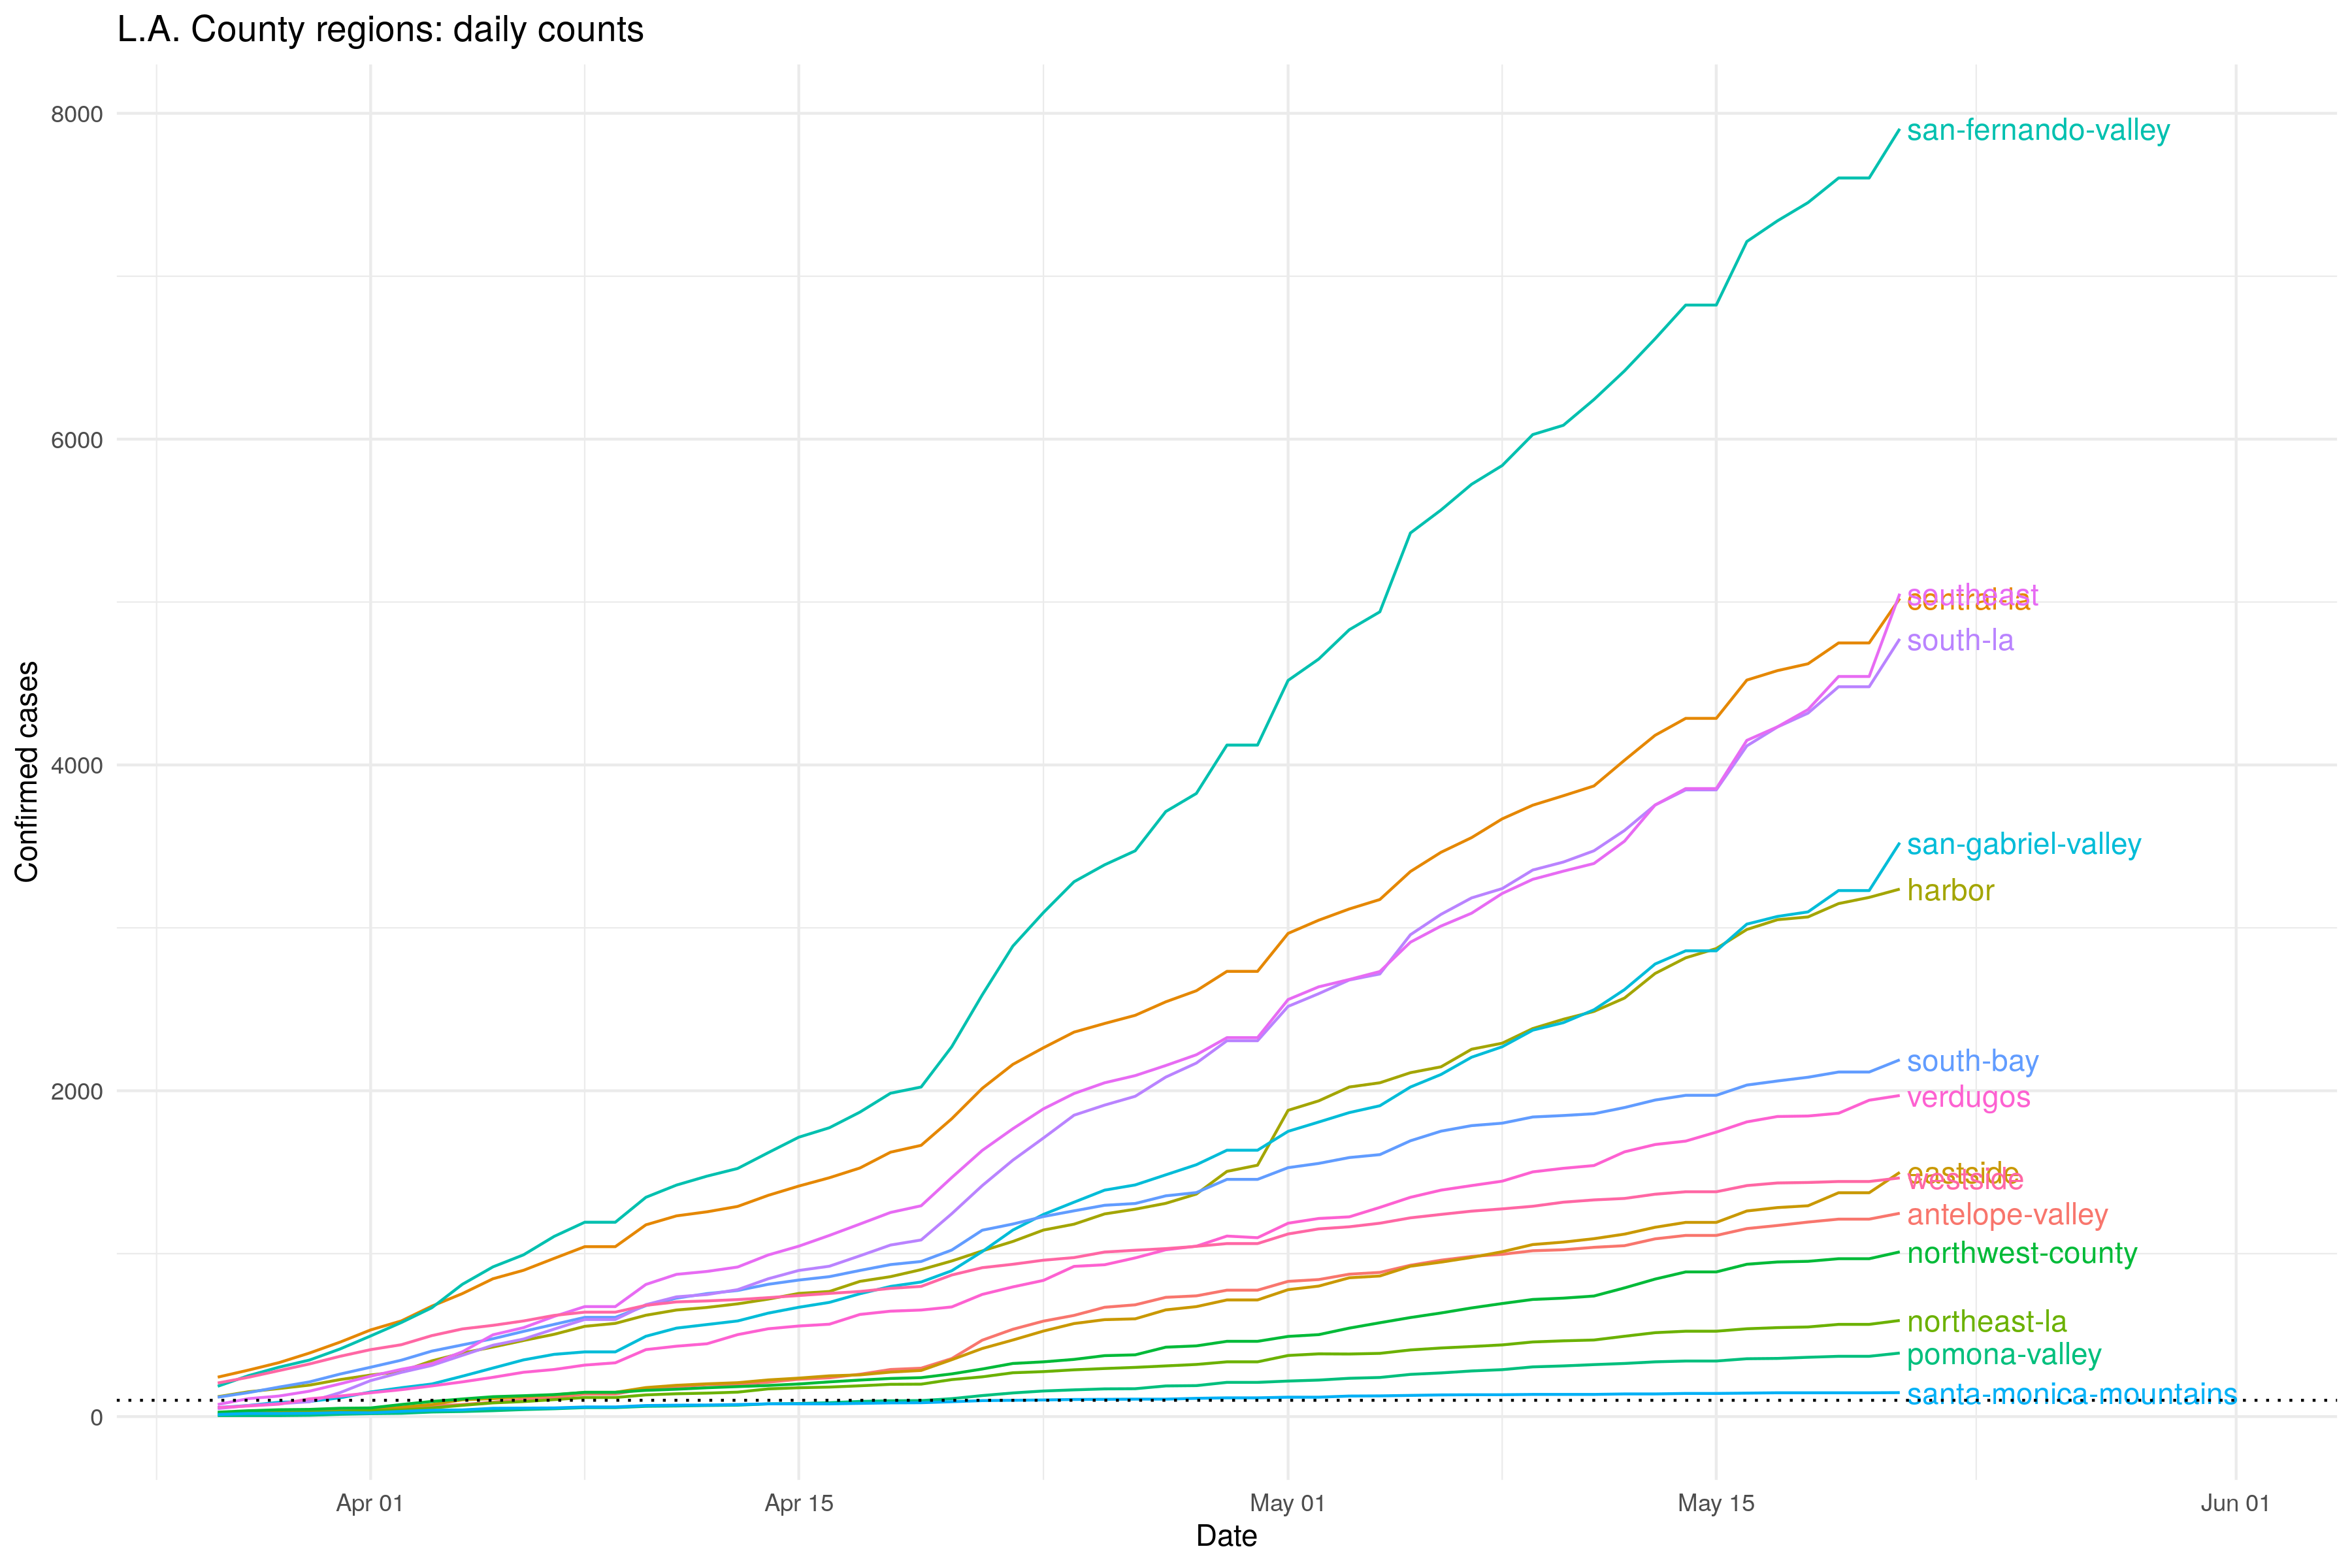 L.A. County regions: daily counts
8000
san-fernando-valley
6000
southeast
central-la
south-la
Confirmed cases
4000
san-gabriel-valley
harbor
south-bay
2000
verdugos
eastside
westside
antelope-valley
northwest-county
northeast-la
pomona-valley
santa-monica-mountains
0
Apr 01
Apr 15
May 01
May 15
Jun 01
Date